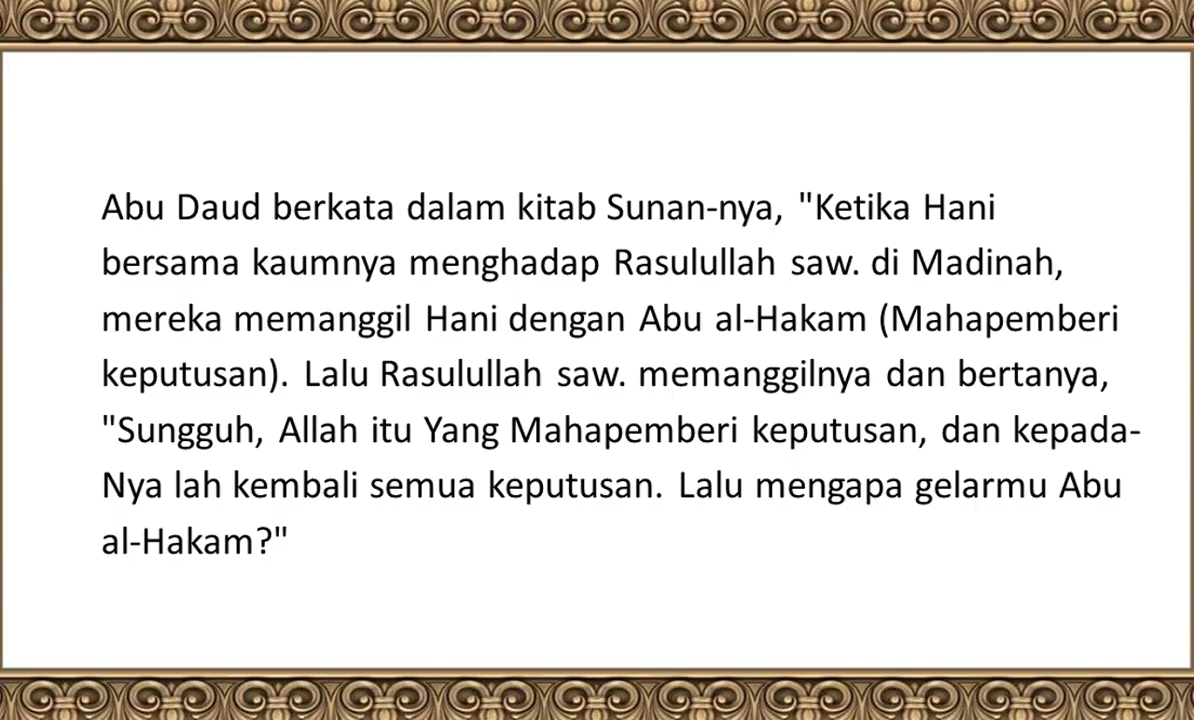 Abu Daud berkata dalam kitab Sunan-nya, "Ketika Hani
bersama kaumnya menghadap Rasulullah saw. di Madinah,
mereka memanggil Hani dengan Abu al-Hakam (Mahapemberi
keputusan). Lalu Rasulullah saw. memanggilnya dan bertanya,
"Sungguh, Allah itu Yang Mahapemberi keputusan, dan kepada-
Nya lah kembali semua keputusan. Lalu mengapa gelarmu Abu
al-Hakam?"